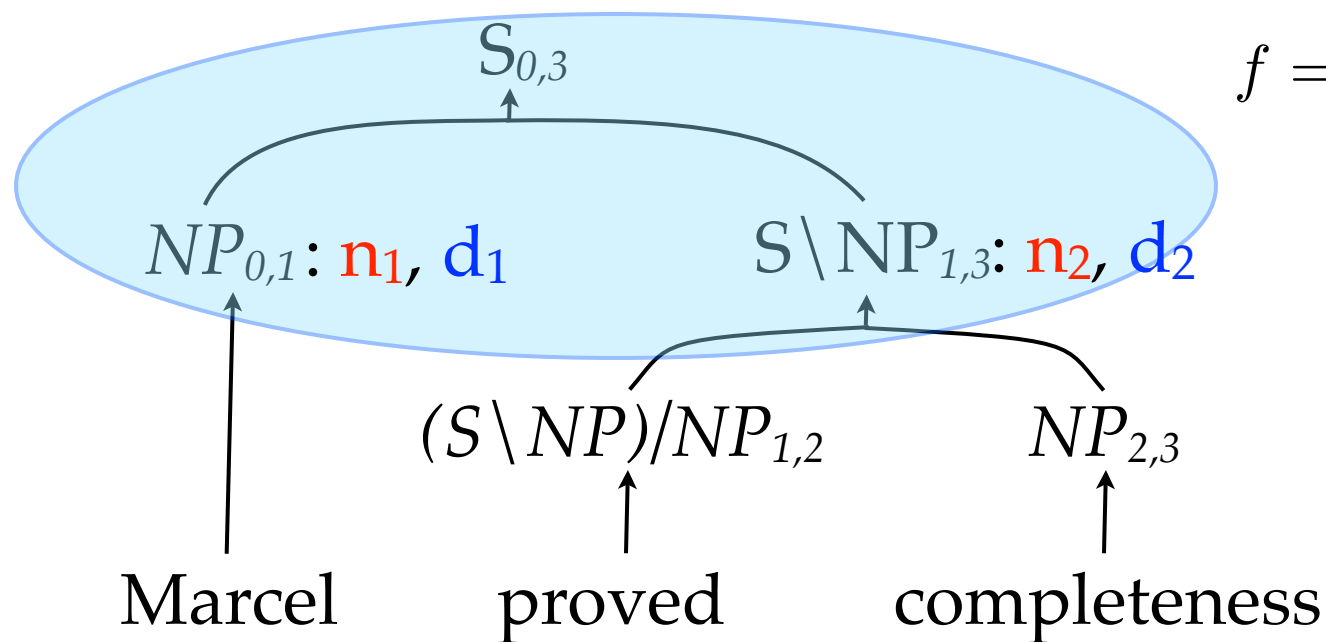 S0,3
f =
NP0,1: n1, d1 S\NP1,3: n2, d2
(S\NP)/NP1,2 NP2,3
Marcel proved completeness